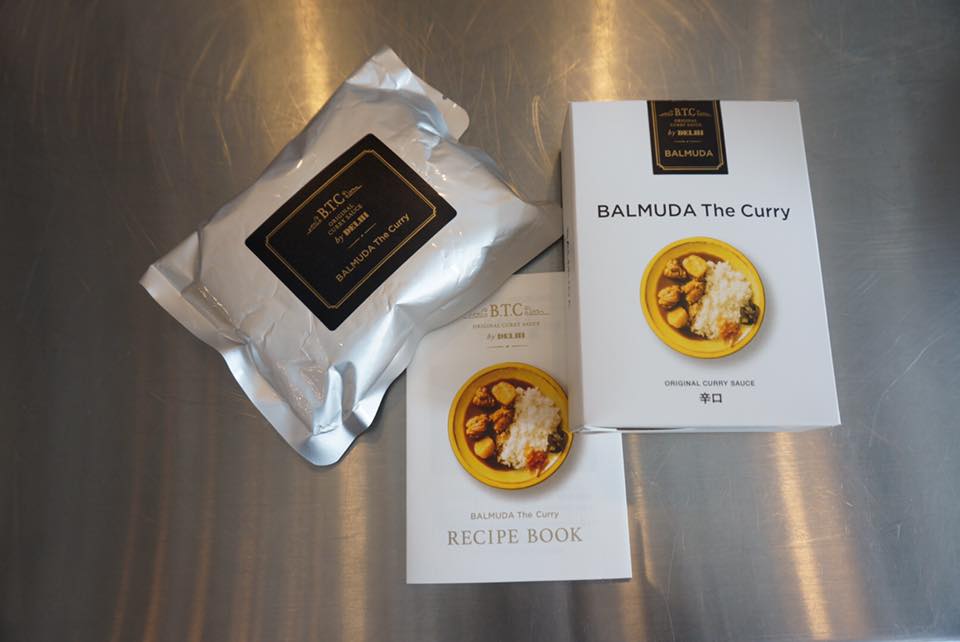 B.T.C
ORIGINAL
CURRY SAUCE
by DELHI
BALMUDA The Curry
B.T.C
ORIGINAL
CURRY SAUCE
by DELHI
BALMUDA
BALMUDA The Curry
ORIGINAL CURRY SAUCE
辛口
B.T.C
ORIGINAL CURRY SAUCE
by DELHI
BALMUDA The Curry
RECIPE BOOK